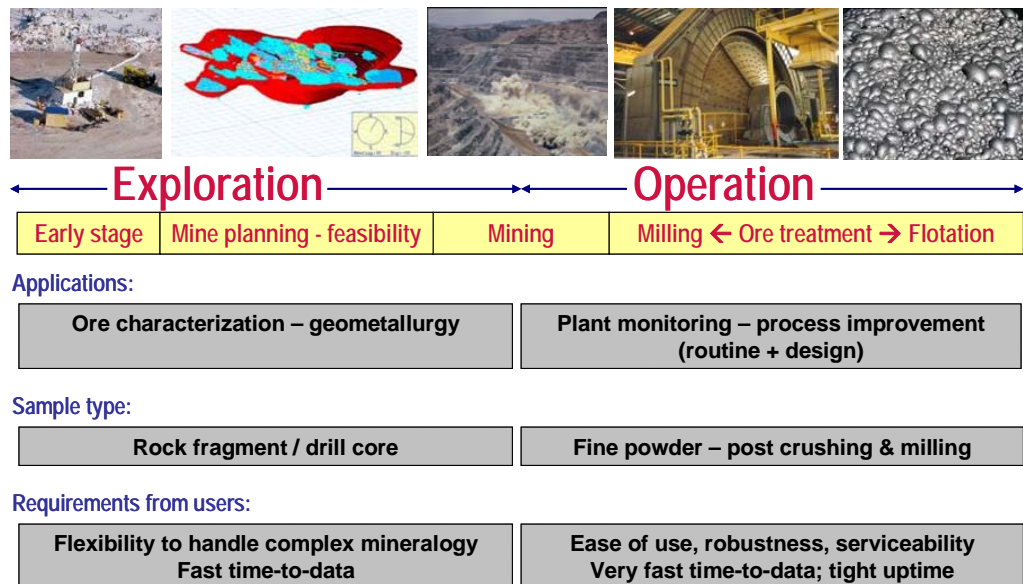 Exploration
Operation
Early stage
Mine planning - feasibility
Mining
Milling ← Ore treatment → Flotation
Applications:
Ore characterization – geometallurgy
Plant monitoring – process improvement
(routine + design)
Sample type:
Rock fragment / drill core
Fine powder – post crushing & milling
Requirements from users:
Flexibility to handle complex mineralogy
Fast time-to-data
Ease of use, robustness, serviceability
Very fast time-to-data; tight uptime